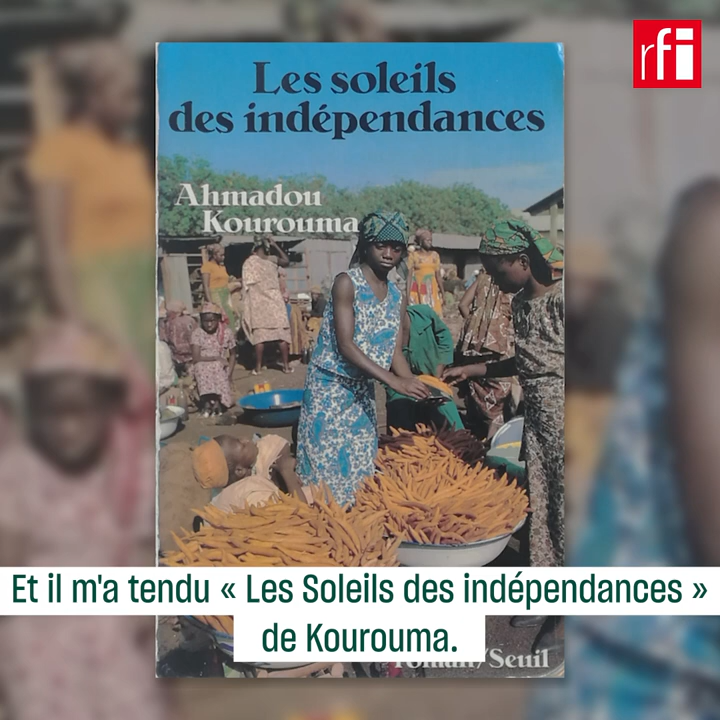 rfi
Les soleils
des indépendances
Ahmadou
Kourouma
Et il m'a tendu « Les Soleils des indépendances »
de Kourouma.
roman/Seuil